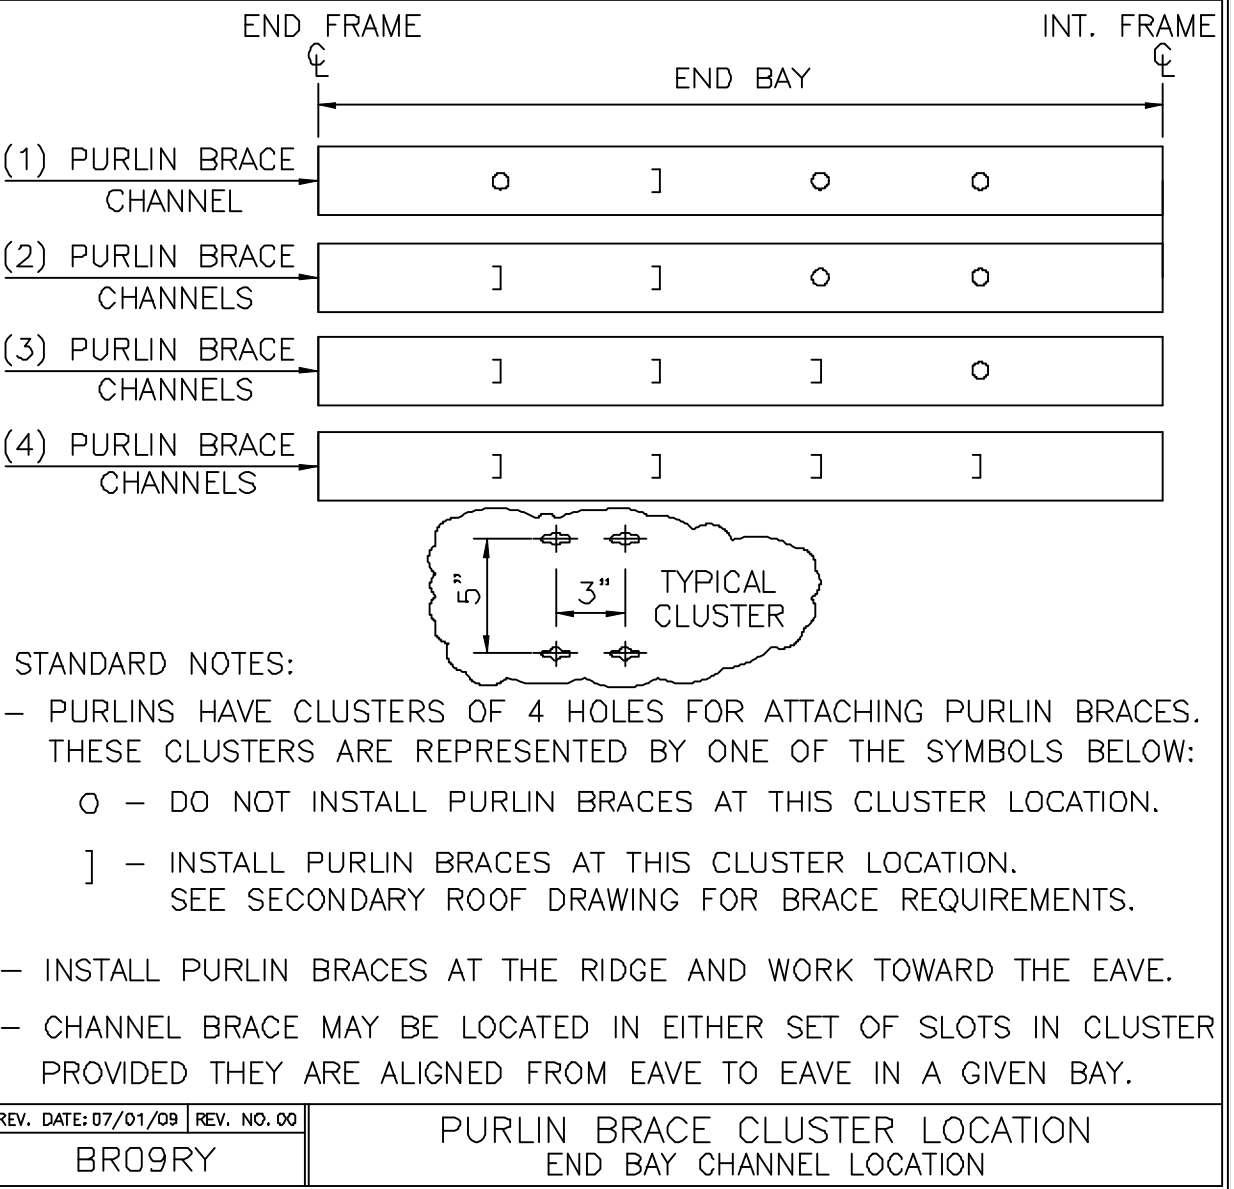 END FRAME
INT. FRAME
℄
℄
END BAY
(1) PURLIN BRACE
CHANNEL
(2) PURLIN BRACE
CHANNELS
(3) PURLIN BRACE
CHANNELS
(4) PURLIN BRACE
CHANNELS
5"
3"
TYPICAL
CLUSTER
STANDARD NOTES:
– PURLINS HAVE CLUSTERS OF 4 HOLES FOR ATTACHING PURLIN BRACES.
THESE CLUSTERS ARE REPRESENTED BY ONE OF THE SYMBOLS BELOW:
O – DO NOT INSTALL PURLIN BRACES AT THIS CLUSTER LOCATION.
] – INSTALL PURLIN BRACES AT THIS CLUSTER LOCATION.
SEE SECONDARY ROOF DRAWING FOR BRACE REQUIREMENTS.
– INSTALL PURLIN BRACES AT THE RIDGE AND WORK TOWARD THE EAVE.
– CHANNEL BRACE MAY BE LOCATED IN EITHER SET OF SLOTS IN CLUSTER
PROVIDED THEY ARE ALIGNED FROM EAVE TO EAVE IN A GIVEN BAY.
REV. DATE: 07/01/09 REV. NO. 00
BR09RY
PURLIN BRACE CLUSTER LOCATION
END BAY CHANNEL LOCATION